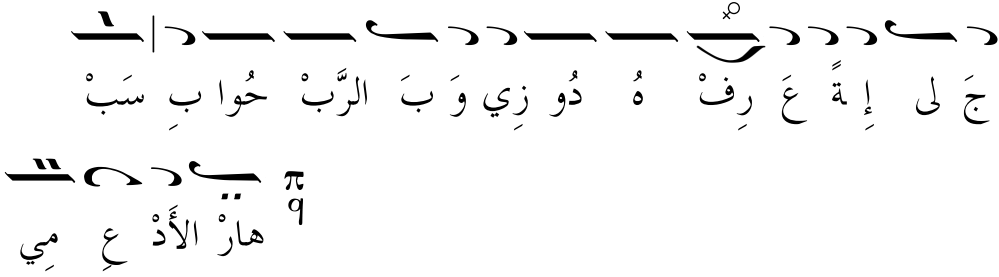 سَبْ بِ حُوا الرَّبْ بَ وَ زِي دُو هُ رِفْ عَ ةً إِ لى جَ
مِي عِ الأَدْ هارْ